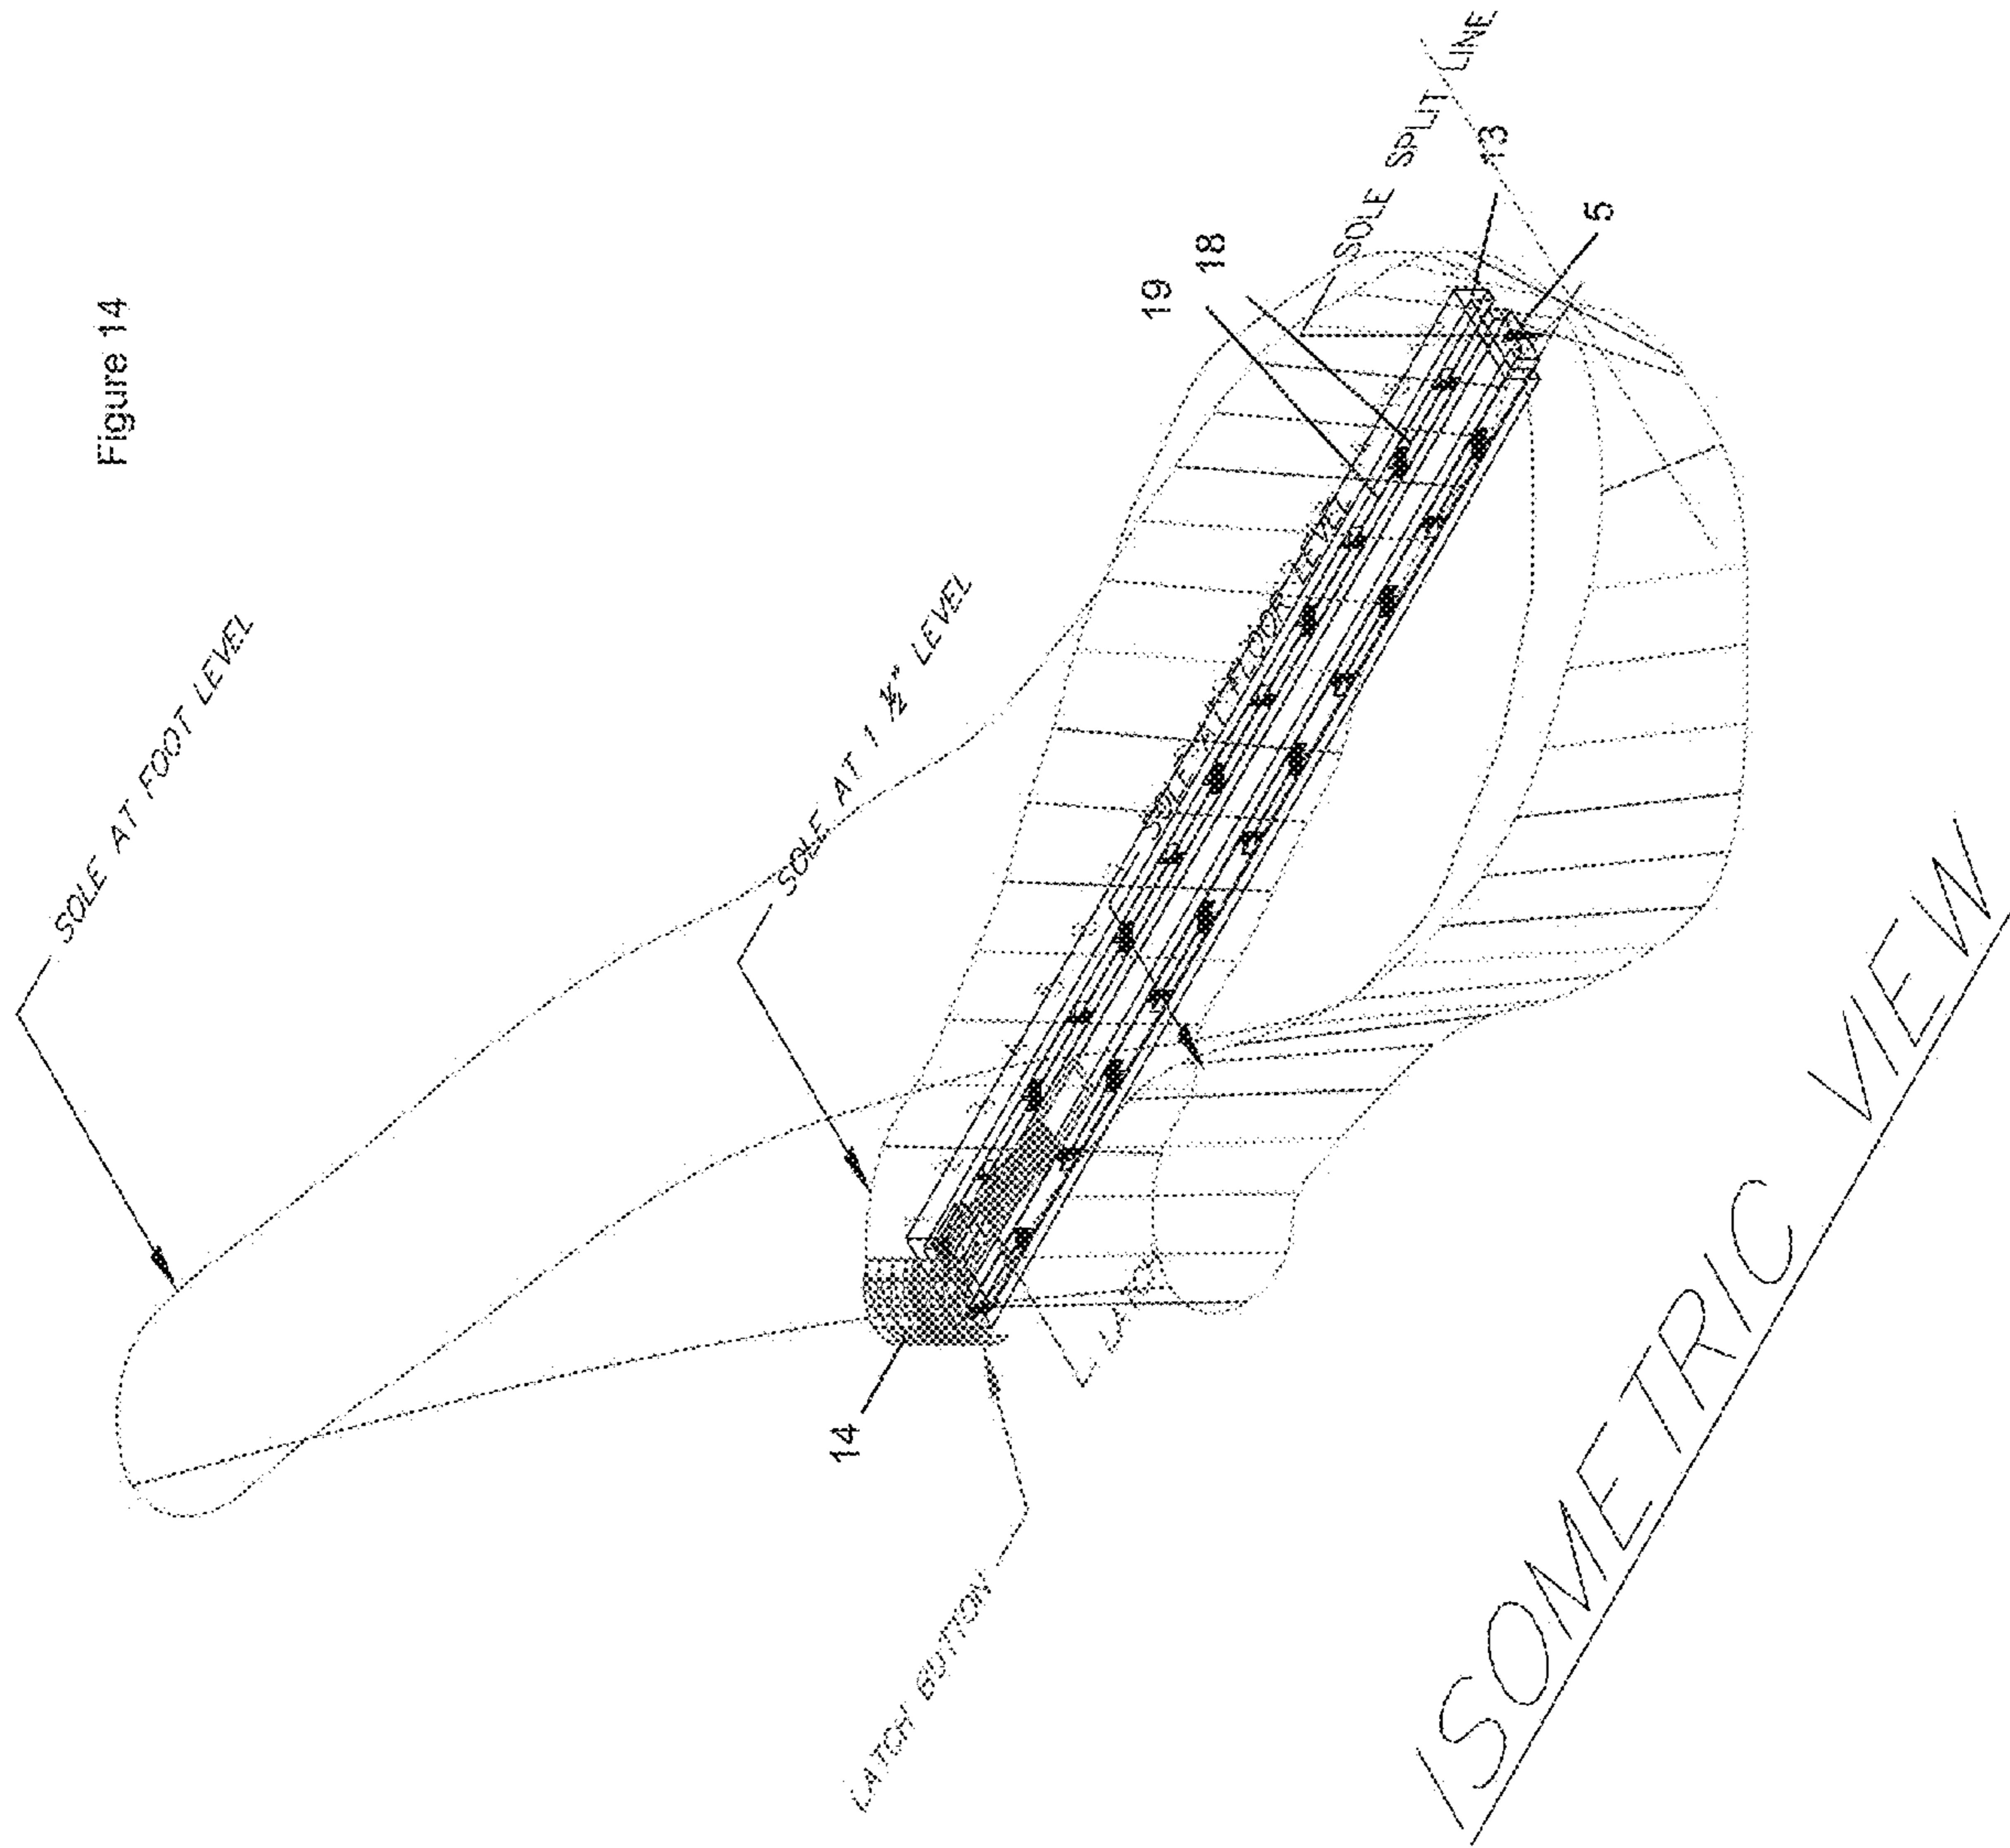 Figure 14
SOLE AT FOOT LEVEL
SOLE AT 1 ½" LEVEL
SOLE SPLIT LINE
19
18
13
5
SOLE AT FLOOR LEVEL
14
LATCH BUTTON
LATCH
ISOMETRIC VIEW